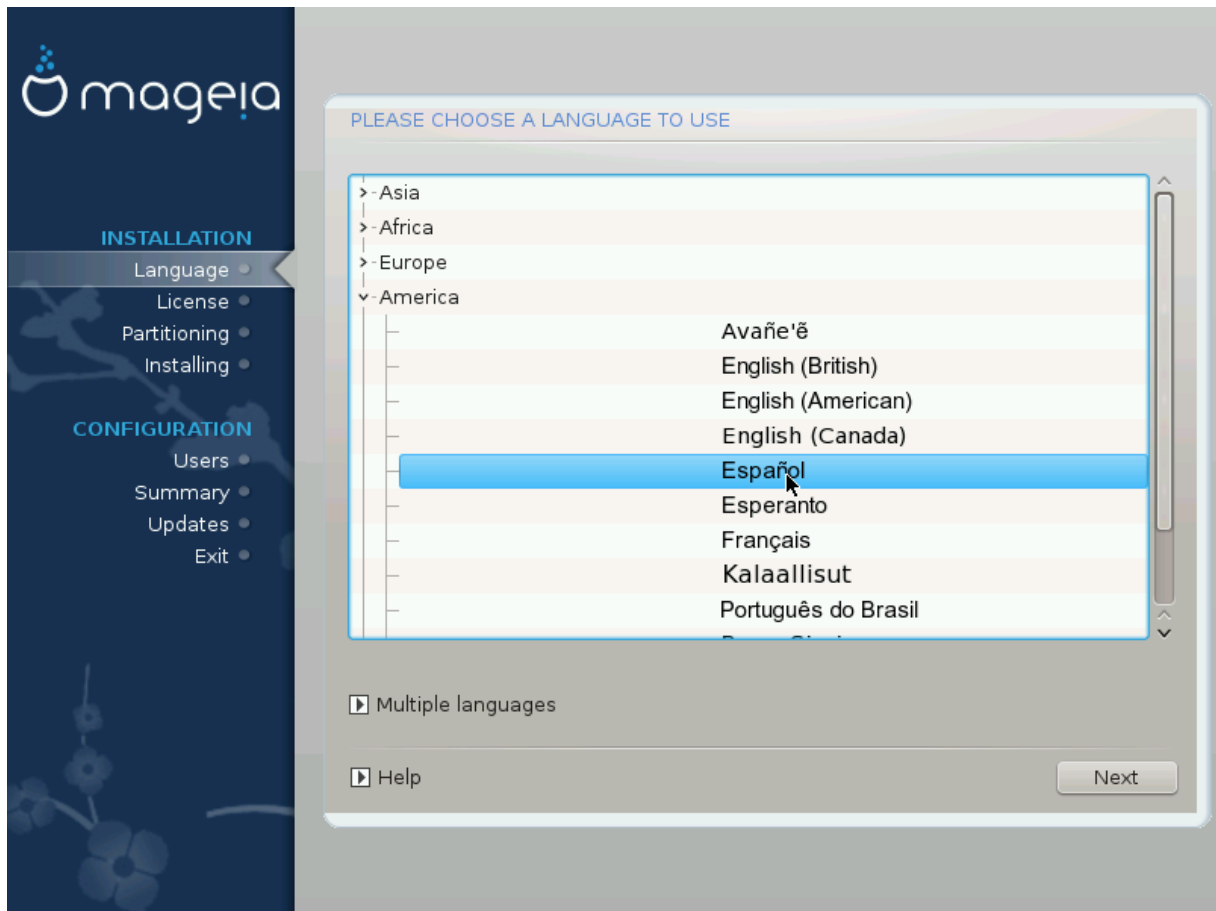 mageia
INSTALLATION
Language
License
Partitioning
Installing
CONFIGURATION
Users
Summary
Updates
Exit
PLEASE CHOOSE A LANGUAGE TO USE
Asia
Africa
Europe
America
Avañe'ẽ
English (British)
English (American)
English (Canada)
Español
Esperanto
Français
Kalaallisut
Português do Brasil
Multiple languages
Help
Next